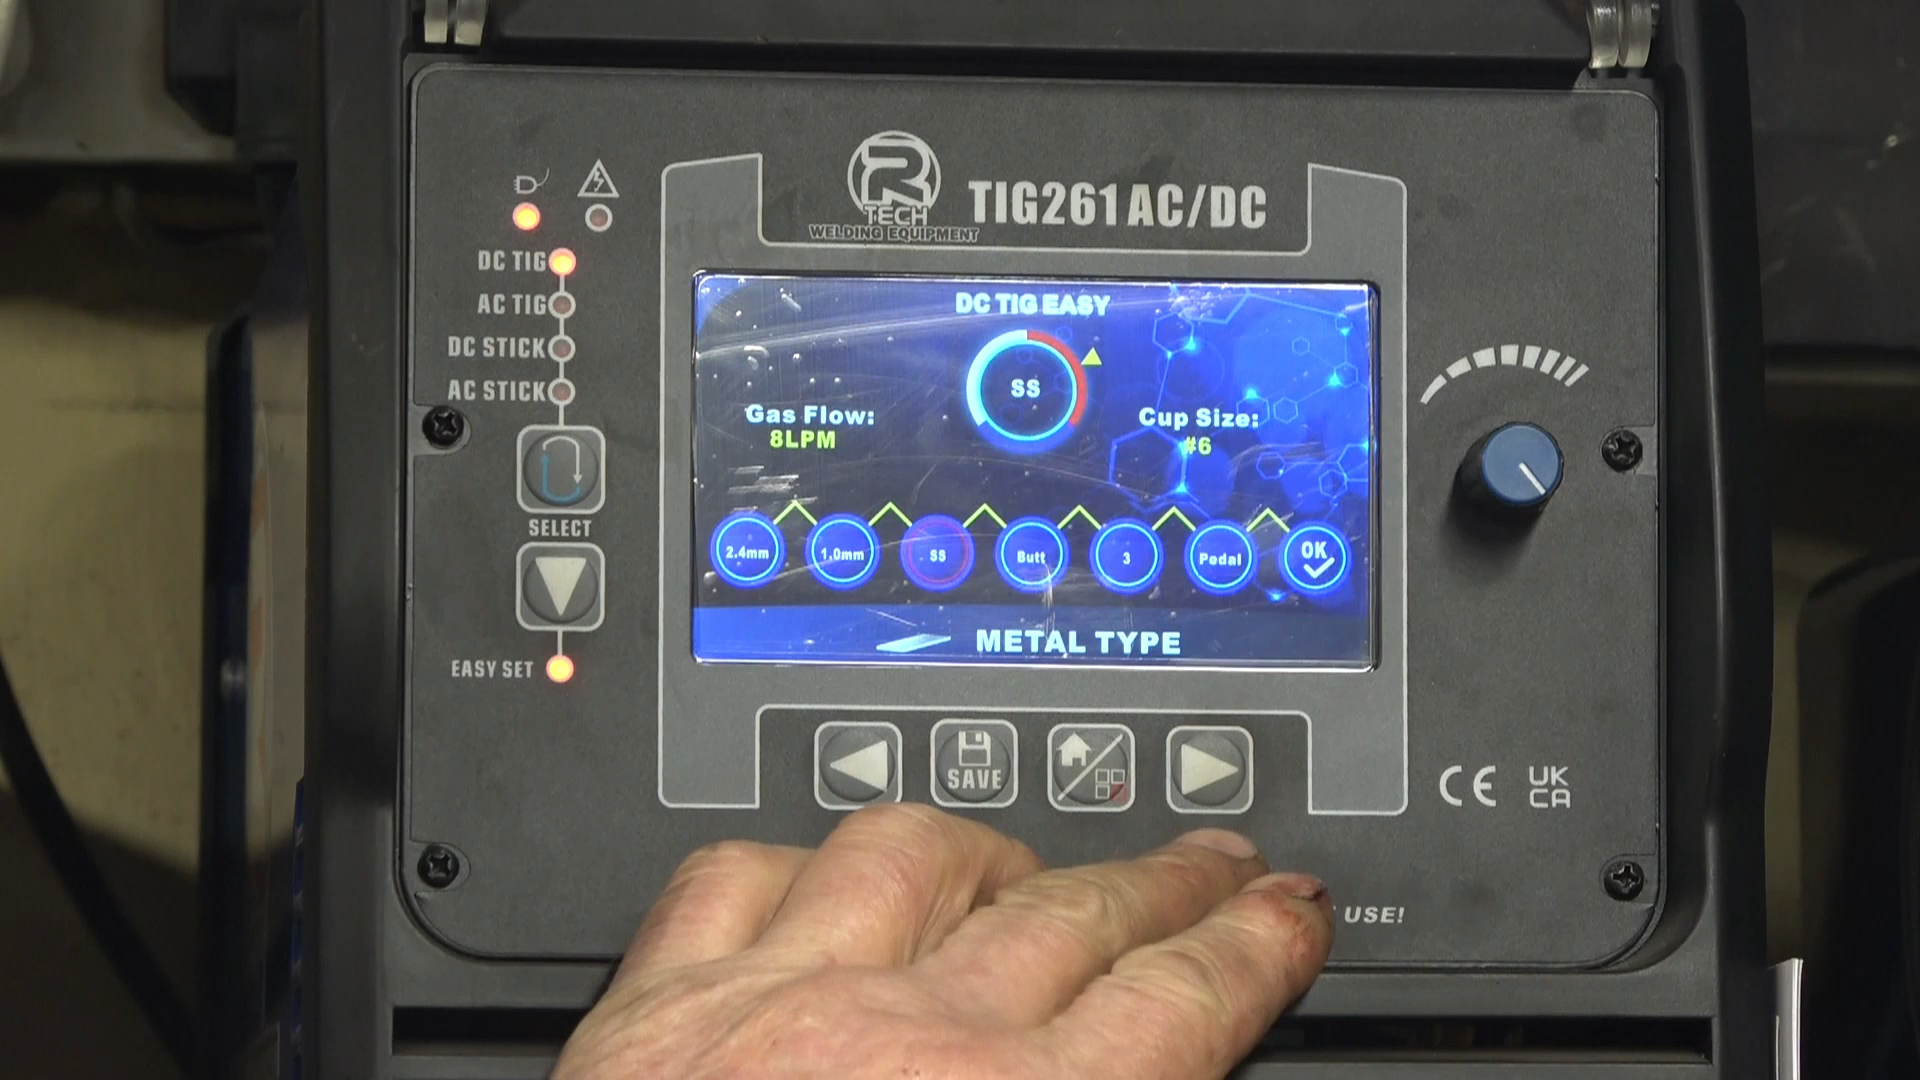 R
TECH
WELDING EQUIPMENT
TIG261 AC/DC
DC TIG
AC TIG
DC STICK
AC STICK
SELECT
EASY SET
DC TIG EASY
SS
Gas Flow:
8LPM
Cup Size:
#6
2.4mm
1.0mm
SS
Butt
3
Pedal
OK
METAL TYPE
SAVE
CE
UK
CA
USE!